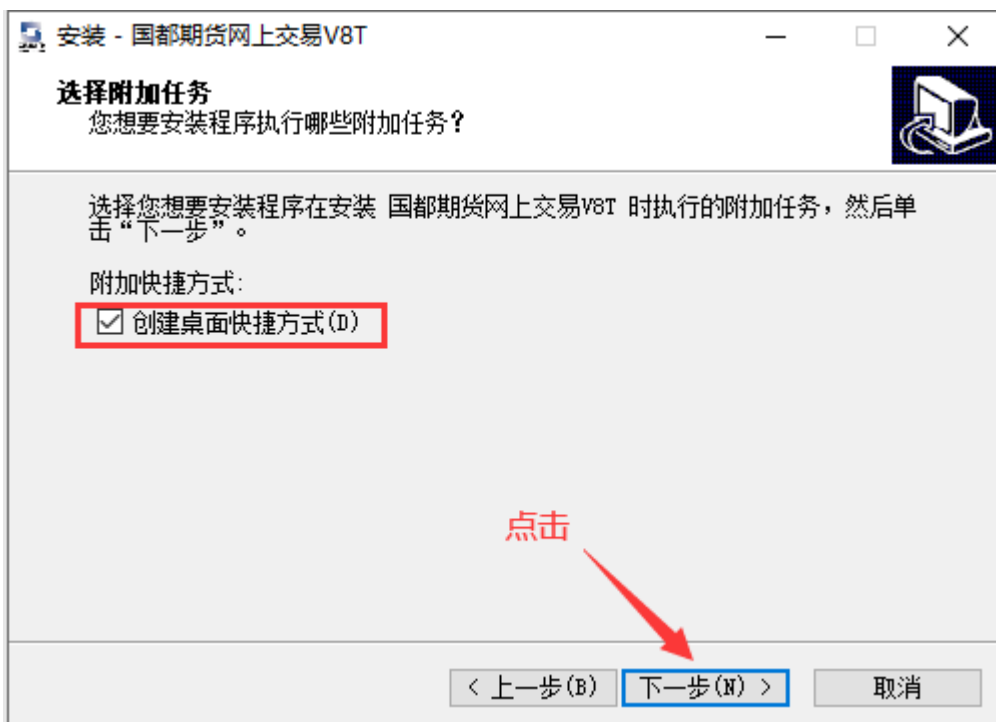 安装 - 国都期货网上交易V8T
选择附加任务
您想要安装程序执行哪些附加任务?
选择您想要安装程序在安装 国都期货网上交易V8T 时执行的附加任务，然后单
击“下一步”。
附加快捷方式:
创建桌面快捷方式(D)
点击
< 上一步(B)
下一步(N) >
取消